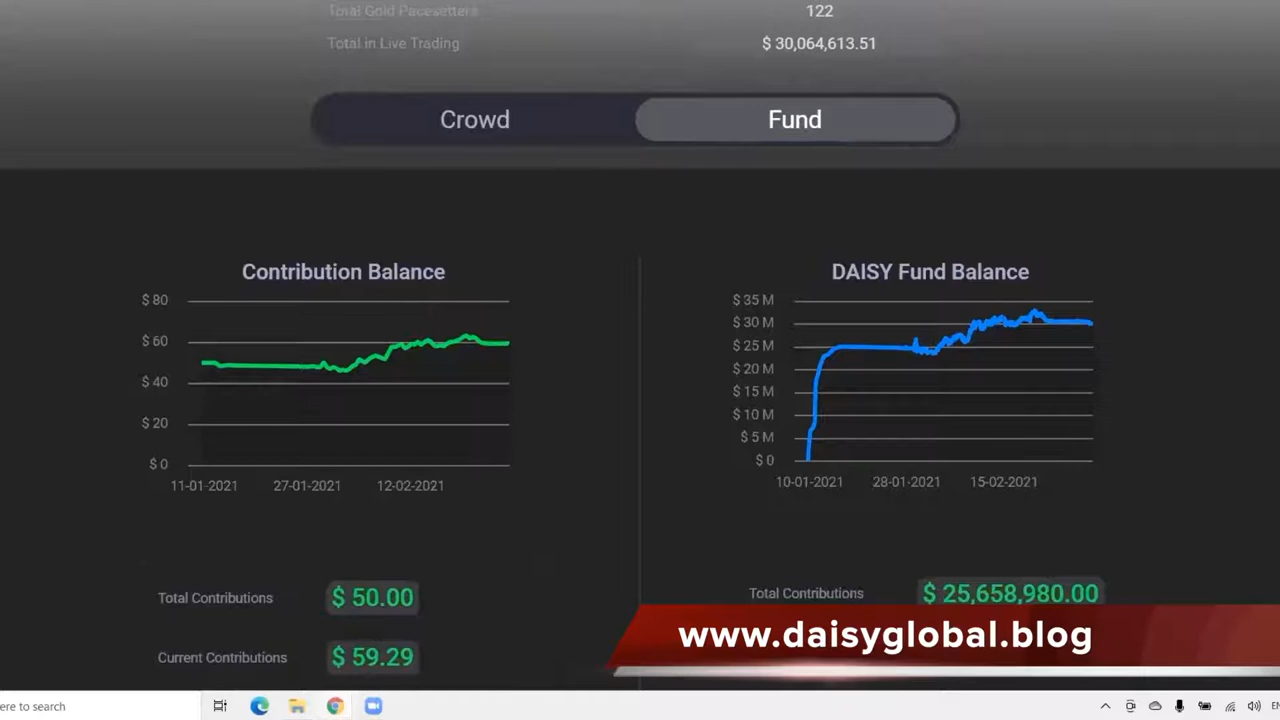 Total Gold Pacesetters 122
Total in Live Trading $ 30,064,613.51
Crowd Fund
Contribution Balance
$ 80
$ 60
$ 40
$ 20
$ 0
11-01-2021 27-01-2021 12-02-2021
DAISY Fund Balance
$ 35 M
$ 30 M
$ 25 M
$ 20 M
$ 15 M
$ 10 M
$ 5 M
$ 0
10-01-2021 28-01-2021 15-02-2021
Total Contributions $ 50.00
Current Contributions $ 59.29
Total Contributions $ 25,658,980.00
www.daisyglobal.blog
ere to search